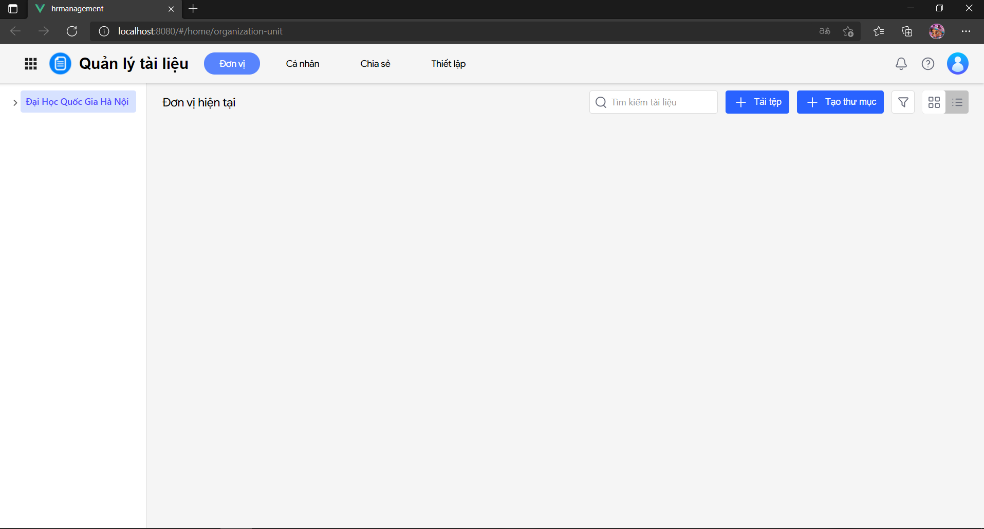 hrmanagement
localhost:8080/#/home/organization-unit
Quản lý tài liệu
Đơn vị
Cá nhân
Chia sẻ
Thiết lập
Đại Học Quốc Gia Hà Nội
Đơn vị hiện tại
Tìm kiếm tài liệu
Tải tệp
Tạo thư mục